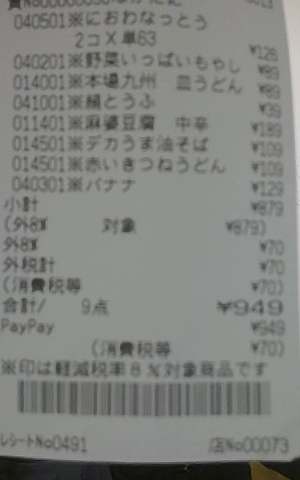 040501※におわなっとう
2コX単63 ¥126
040201※野菜いっぱいもやし ¥89
014001※本場九州 皿うどん ¥89
041001※絹とうふ ¥39
011401※麻婆豆腐 中辛 ¥189
014501※デカうま油そば ¥109
014501※赤いきつねうどん ¥109
040301※バナナ ¥129
小計 ¥879
(外8% 対象 ¥879)
外8% ¥70
外税計 ¥70
(消費税等 ¥70)
合計/ 9点 ¥949
PayPay ¥949
(消費税等 ¥70)
※印は軽減税率8%対象商品です
レシートNo0491 店No00073